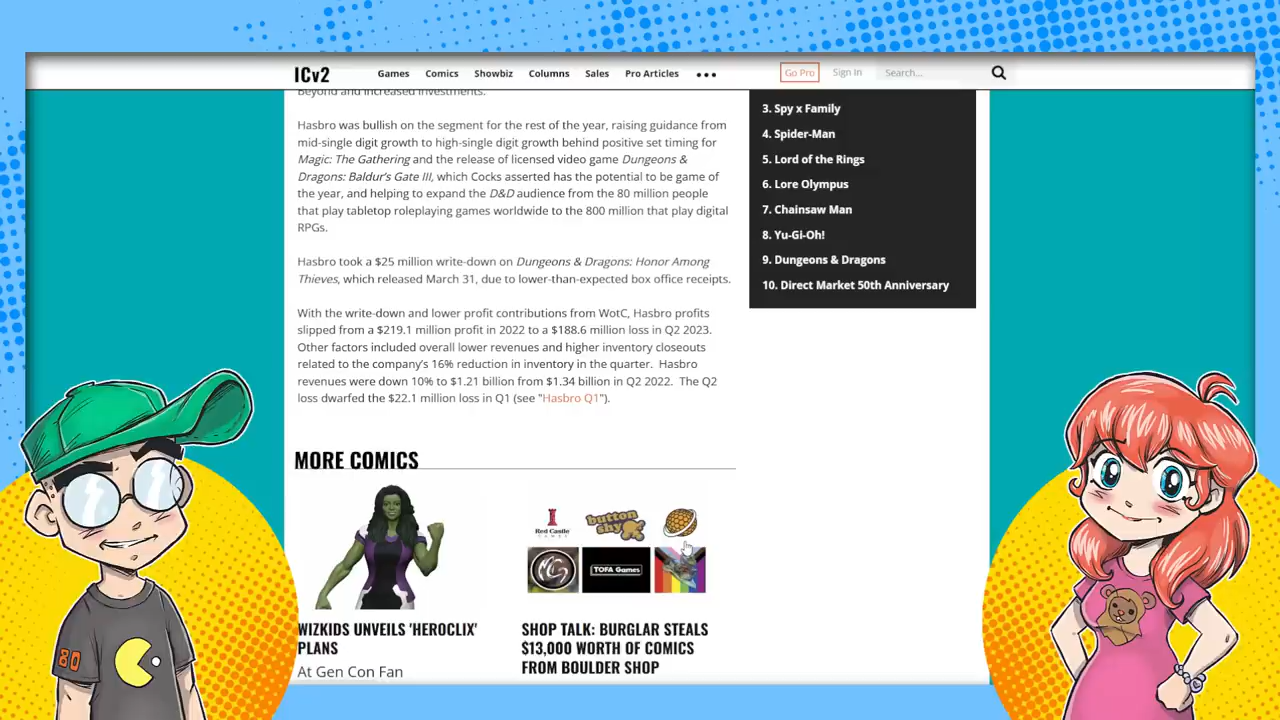 ICv2
Games Comics Showbiz Columns Sales Pro Articles ●●●
Go Pro Sign In Search...
Beyond and increased investments.
Hasbro was bullish on the segment for the rest of the year, raising guidance from
mid-single digit growth to high-single digit growth behind positive set timing for
Magic: The Gathering and the release of licensed video game Dungeons &
Dragons: Baldur's Gate III, which Cocks asserted has the potential to be game of
the year, and helping to expand the D&D audience from the 80 million people
that play tabletop roleplaying games worldwide to the 800 million that play digital
RPGs.
Hasbro took a $25 million write-down on Dungeons & Dragons: Honor Among
Thieves, which released March 31, due to lower-than-expected box office receipts.
With the write-down and lower profit contributions from WotC, Hasbro profits
slipped from a $219.1 million profit in 2022 to a $188.6 million loss in Q2 2023.
Other factors included overall lower revenues and higher inventory closeouts
related to the company's 16% reduction in inventory in the quarter. Hasbro
revenues were down 10% to $1.21 billion from $1.34 billion in Q2 2022. The Q2
loss dwarfed the $22.1 million loss in Q1 (see "Hasbro Q1").
3. Spy x Family
4. Spider-Man
5. Lord of the Rings
6. Lore Olympus
7. Chainsaw Man
8. Yu-Gi-Oh!
9. Dungeons & Dragons
10. Direct Market 50th Anniversary
MORE COMICS
Red Castle
GAMES
button
shy
MCG
TOFA Games
WIZKIDS UNVEILS 'HEROCLIX'
PLANS
At Gen Con Fan
SHOP TALK: BURGLAR STEALS
$13,000 WORTH OF COMICS
FROM BOULDER SHOP
80